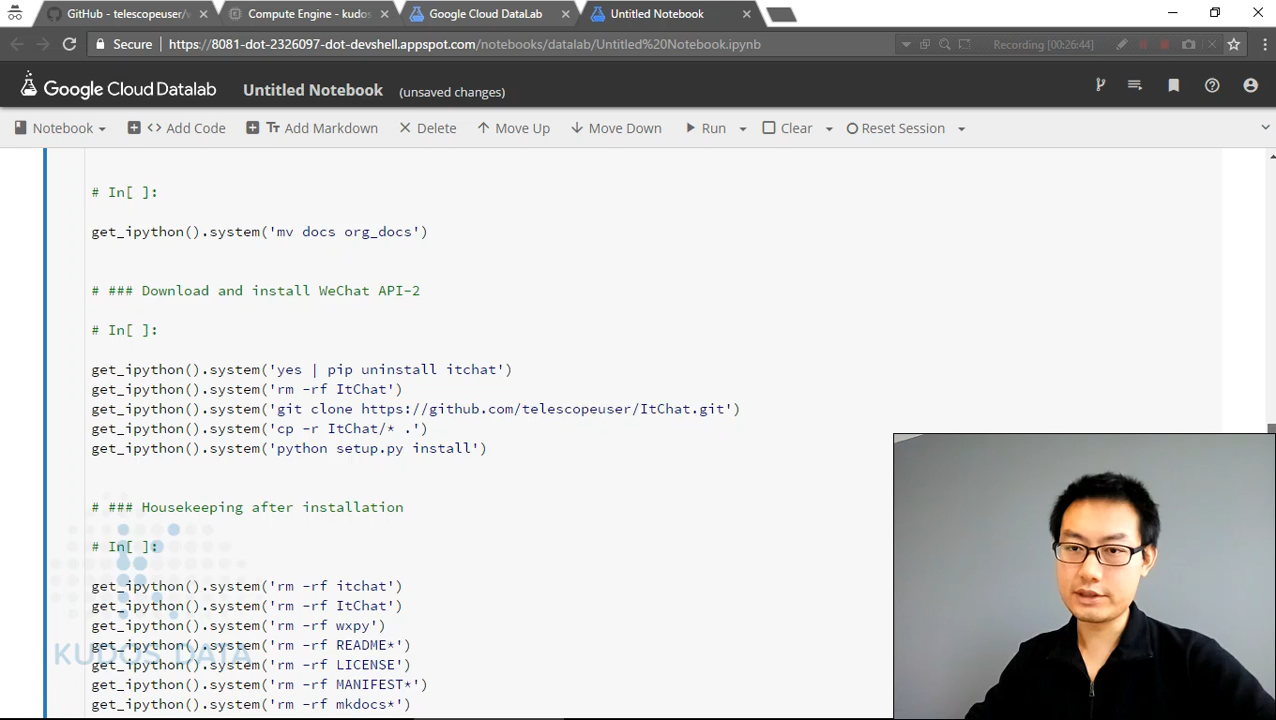 GitHub - telescopeuser/
Compute Engine - kudos
Google Cloud DataLab
Untitled Notebook
Secure
https://8081-dot-2326097-dot-devshell.appspot.com/notebooks/datalab/Untitled%20Notebook.ipynb
Recording [00:26:44]
Google Cloud Datalab
Untitled Notebook
(unsaved changes)
Notebook
<> Add Code
Tт Add Markdown
Delete
Move Up
Move Down
Run
Clear
Reset Session
# In[ ]:
get_ipython().system('mv docs org_docs')
# ### Download and install WeChat API-2
# In[ ]:
get_ipython().system('yes | pip uninstall itchat')
get_ipython().system('rm -rf ItChat')
get_ipython().system('git clone https://github.com/telescopeuser/ItChat.git')
get_ipython().system('cp -r ItChat/* .')
get_ipython().system('python setup.py install')
# ### Housekeeping after installation
# In[ ]:
get_ipython().system('rm -rf itchat')
get_ipython().system('rm -rf ItChat')
get_ipython().system('rm -rf wxpy')
get_ipython().system('rm -rf README*')
get_ipython().system('rm -rf LICENSE')
get_ipython().system('rm -rf MANIFEST*')
get_ipython().system('rm -rf mkdocs*')
KUDOS DATA